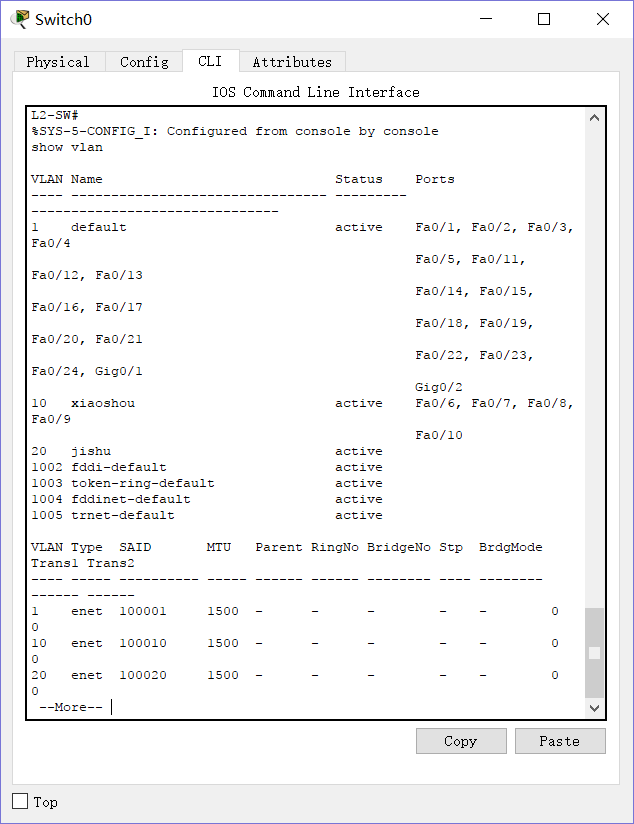 Switch0
Physical Config CLI Attributes
IOS Command Line Interface
L2-SW#
%SYS-5-CONFIG_I: Configured from console by console
show vlan
VLAN Name                             Status    Ports
---- -------------------------------- ---------
-------------------------------
1    default                          active    Fa0/1, Fa0/2, Fa0/3,
Fa0/4
                                                Fa0/5, Fa0/11,
Fa0/12, Fa0/13
                                                Fa0/14, Fa0/15,
Fa0/16, Fa0/17
                                                Fa0/18, Fa0/19,
Fa0/20, Fa0/21
                                                Fa0/22, Fa0/23,
Fa0/24, Gig0/1
                                                Gig0/2
10   xiaoshou                         active    Fa0/6, Fa0/7, Fa0/8,
Fa0/9
                                                Fa0/10
20   jishu                            active
1002 fddi-default                     active
1003 token-ring-default               active
1004 fddinet-default                  active
1005 trnet-default                    active
VLAN Type  SAID       MTU   Parent RingNo BridgeNo Stp  BrdgMode
Trans1 Trans2
---- ----- ---------- ----- ------ ------ -------- ---- --------
------ ------
1    enet  100001     1500  -      -      -        -    -        0
0
10   enet  100010     1500  -      -      -        -    -        0
0
20   enet  100020     1500  -      -      -        -    -        0
0
 --More--
Copy Paste
Top